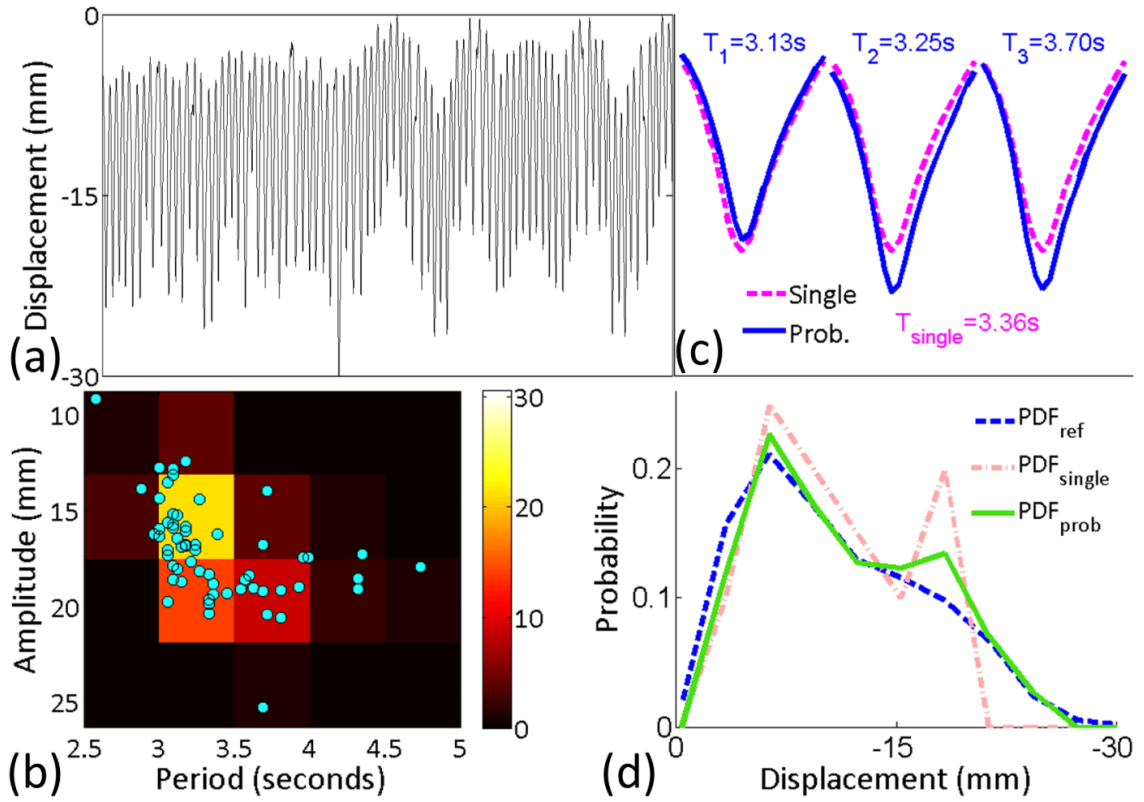 0
-15
-30
Displacement (mm)
(a)
T1=3.13s
T2=3.25s
T3=3.70s
Single
Prob.
Tsingle=3.36s
(c)
10
15
20
25
Amplitude (mm)
2.5 3 3.5 4 4.5 5
Period (seconds)
30
20
10
0
(b)
0.2
0.1
0
Probability
PDFref
PDFsingle
PDFprob
0 -15 -30
Displacement (mm)
(d)